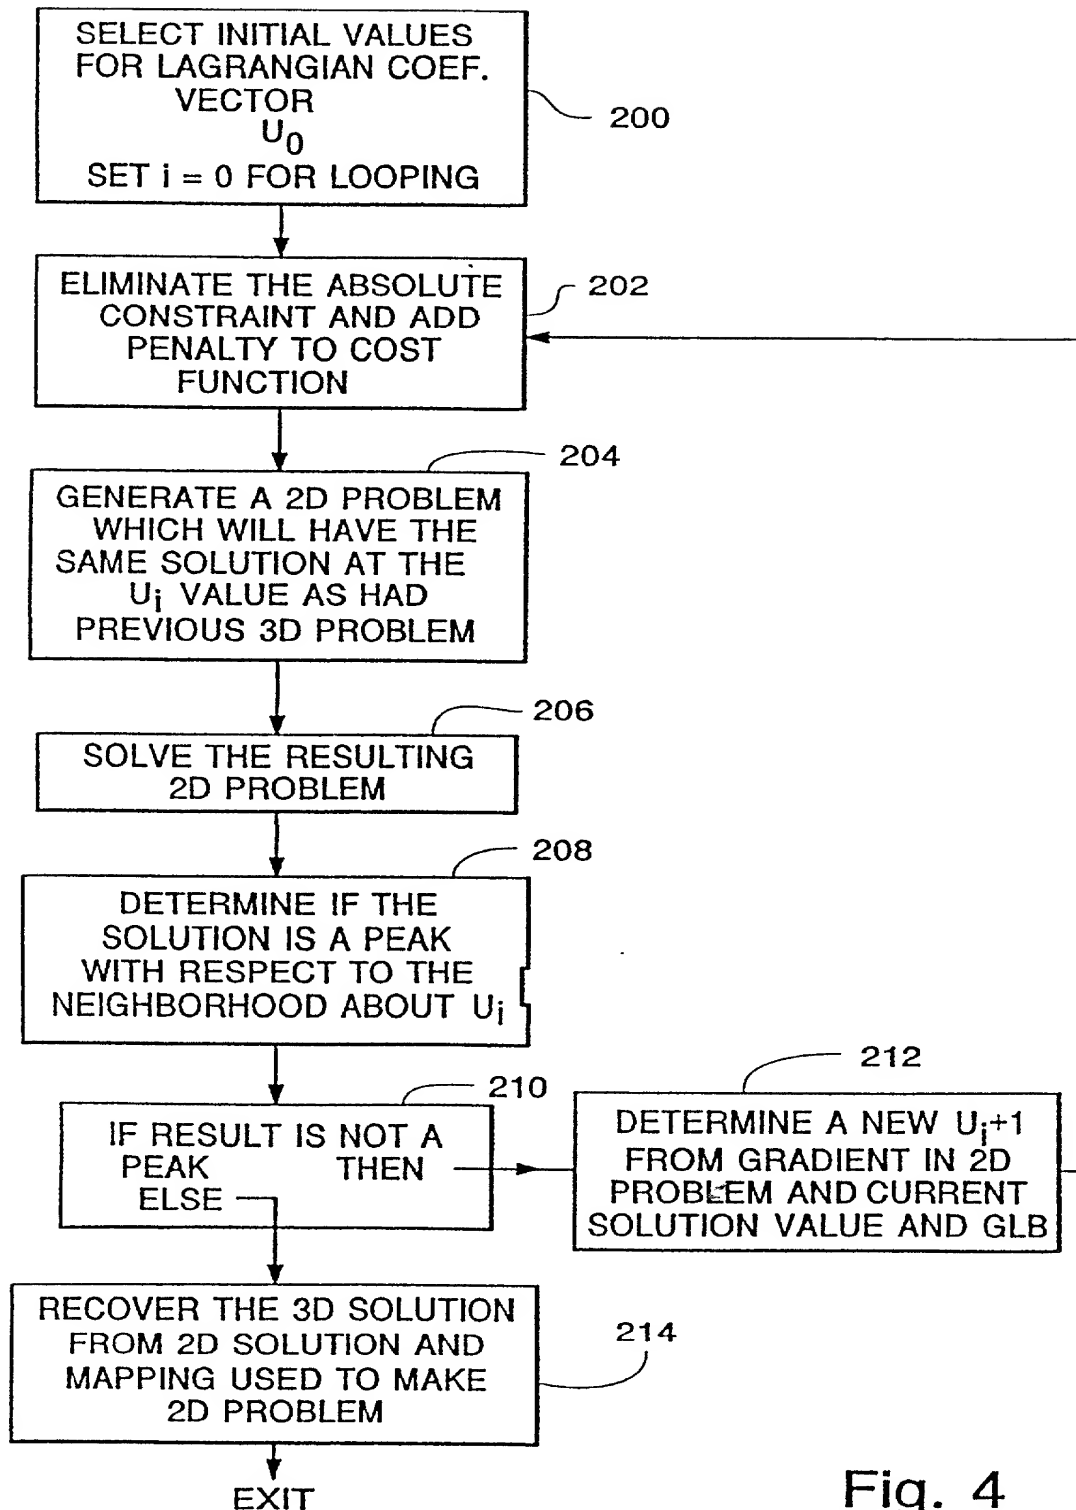 SELECT INITIAL VALUES
FOR LAGRANGIAN COEF.
VECTOR
U0
SET i = 0 FOR LOOPING
200
ELIMINATE THE ABSOLUTE
CONSTRAINT AND ADD
PENALTY TO COST
FUNCTION
202
204
GENERATE A 2D PROBLEM
WHICH WILL HAVE THE
SAME SOLUTION AT THE
Ui VALUE AS HAD
PREVIOUS 3D PROBLEM
206
SOLVE THE RESULTING
2D PROBLEM
208
DETERMINE IF THE
SOLUTION IS A PEAK
WITH RESPECT TO THE
NEIGHBORHOOD ABOUT Ui
210
IF RESULT IS NOT A
PEAK THEN
ELSE
212
DETERMINE A NEW Ui+1
FROM GRADIENT IN 2D
PROBLEM AND CURRENT
SOLUTION VALUE AND GLB
RECOVER THE 3D SOLUTION
FROM 2D SOLUTION AND
MAPPING USED TO MAKE
2D PROBLEM
214
EXIT
Fig. 4